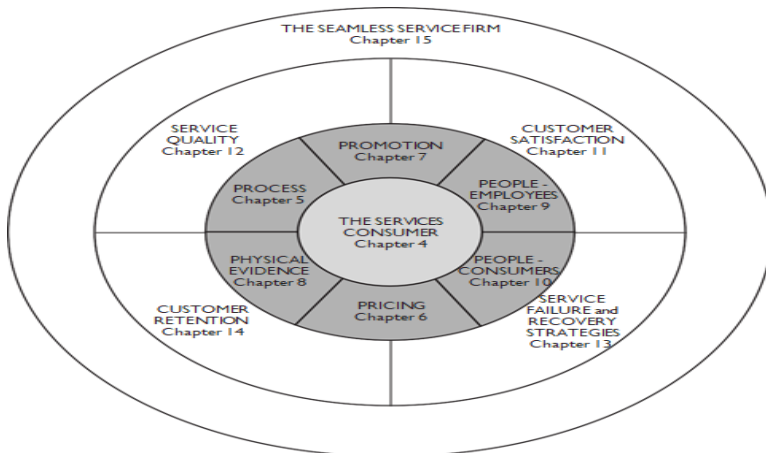 THE SEAMLESS SERVICE FIRM
Chapter 15
SERVICE
QUALITY
Chapter 12
CUSTOMER
SATISFACTION
Chapter 11
PROMOTION
Chapter 7
PROCESS
Chapter 5
PEOPLE -
EMPLOYEES
Chapter 9
THE SERVICES
CONSUMER
Chapter 4
PHYSICAL
EVIDENCE
Chapter 8
PEOPLE -
CONSUMERS
Chapter 10
PRICING
Chapter 6
CUSTOMER
RETENTION
Chapter 14
SERVICE
FAILURE and
RECOVERY
STRATEGIES
Chapter 13